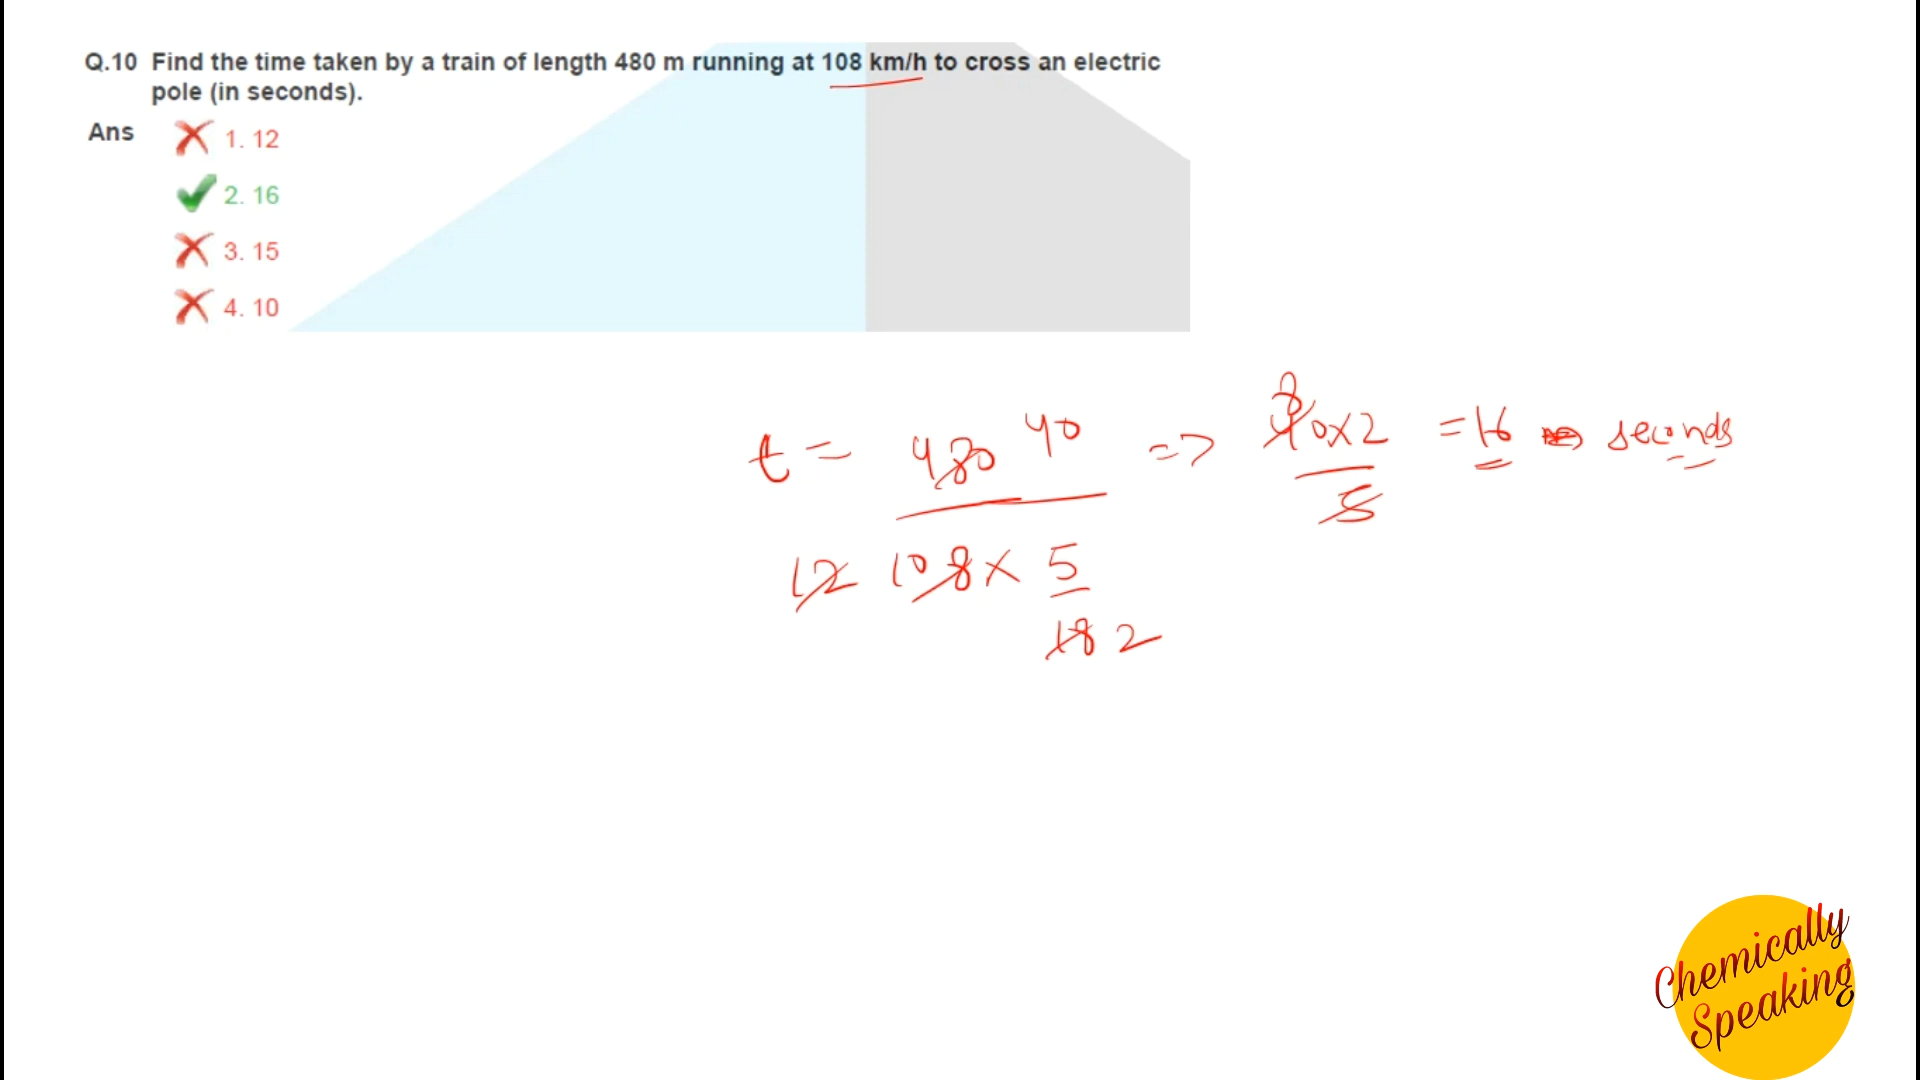 Q.10 Find the time taken by a train of length 480 m running at 108 km/h to cross an electric
pole (in seconds).
Ans
1. 12
2. 16
3. 15
4. 10
t = 480 40 => 40 8 x 2 = 16 seconds
5
12 108 x 5
18 2
Chemically
Speaking